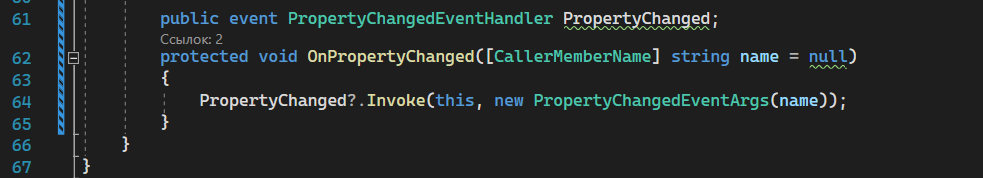 61 public event PropertyChangedEventHandler PropertyChanged;
Ссылок: 2
62 protected void OnPropertyChanged([CallerMemberName] string name = null)
63 {
64 PropertyChanged?.Invoke(this, new PropertyChangedEventArgs(name));
65 }
66 }
67 }